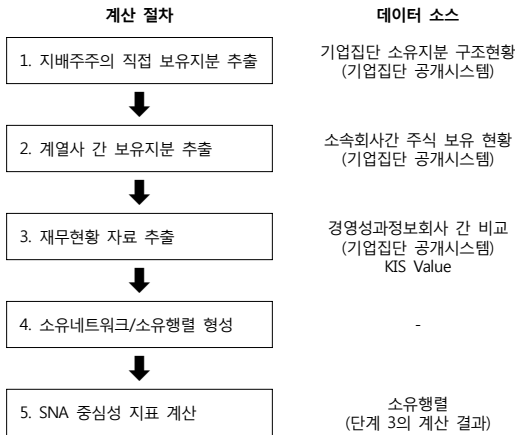 계산 절차
데이터 소스
1. 지배주주의 직접 보유지분 추출
기업집단 소유지분 구조현황
(기업집단 공개시스템)
2. 계열사 간 보유지분 추출
소속회사간 주식 보유 현황
(기업집단 공개시스템)
3. 재무현황 자료 추출
경영성과정보회사 간 비교
(기업집단 공개시스템)
KIS Value
4. 소유네트워크/소유행렬 형성
-
5. SNA 중심성 지표 계산
소유행렬
(단계 3의 계산 결과)